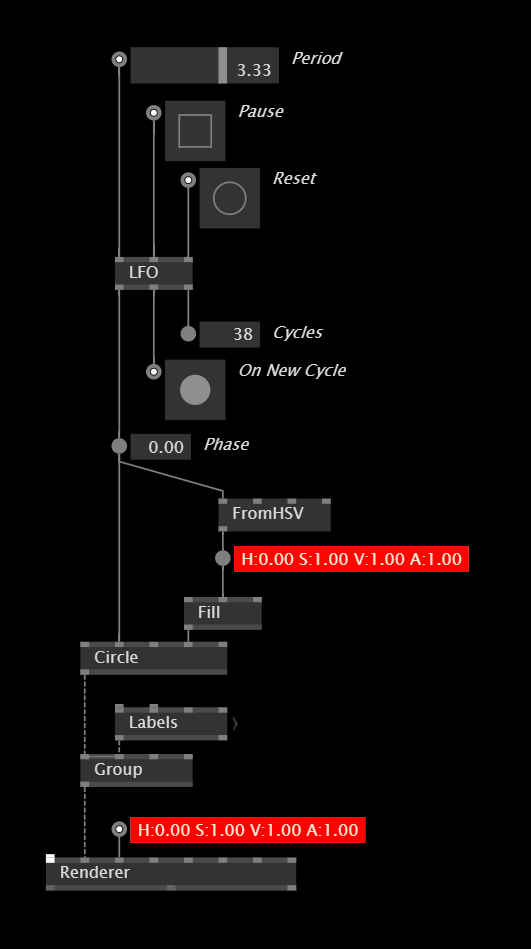 3.33 Period
Pause
Reset
LFO
38 Cycles
On New Cycle
0.00 Phase
FromHSV
H:0.00 S:1.00 V:1.00 A:1.00
Fill
Circle
Labels
Group
H:0.00 S:1.00 V:1.00 A:1.00
Renderer